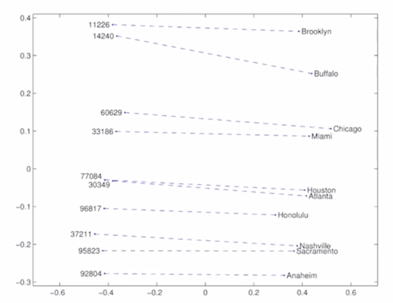 0.4
0.3
0.2
0.1
0
−0.1
−0.2
−0.3
11226 Brooklyn
14240 Buffalo
60629 Chicago
33186 Miami
77084 Houston
30349 Atlanta
96817 Honolulu
37211 Nashville
95823 Sacramento
92804 Anaheim
−0.6 −0.4 −0.2 0 0.2 0.4 0.6